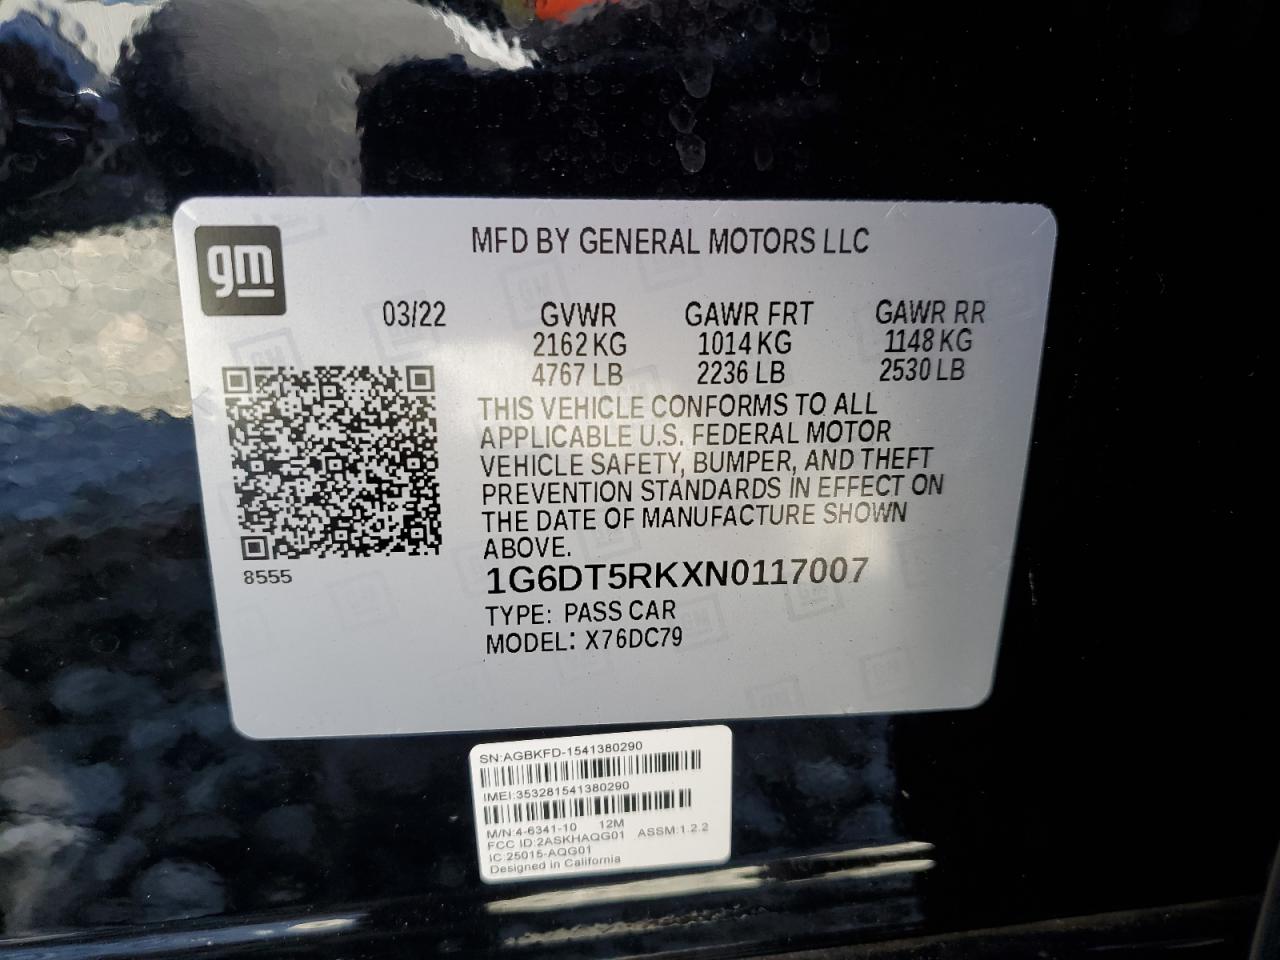 gm
MFD BY GENERAL MOTORS LLC
03/22 GVWR GAWR FRT GAWR RR
2162 KG 1014 KG 1148 KG
4767 LB 2236 LB 2530 LB
THIS VEHICLE CONFORMS TO ALL
APPLICABLE U.S. FEDERAL MOTOR
VEHICLE SAFETY, BUMPER, AND THEFT
PREVENTION STANDARDS IN EFFECT ON
THE DATE OF MANUFACTURE SHOWN
ABOVE.
8555
1G6DT5RKXN0117007
TYPE: PASS CAR
MODEL: X76DC79
SN:AGBKFD-1541380290
IMEI:353281541380290
M/N:4-6341-10 12M
FCC ID:2ASKHAQG01 ASSM:1.2.2
IC:25015-AQG01
Designed in California